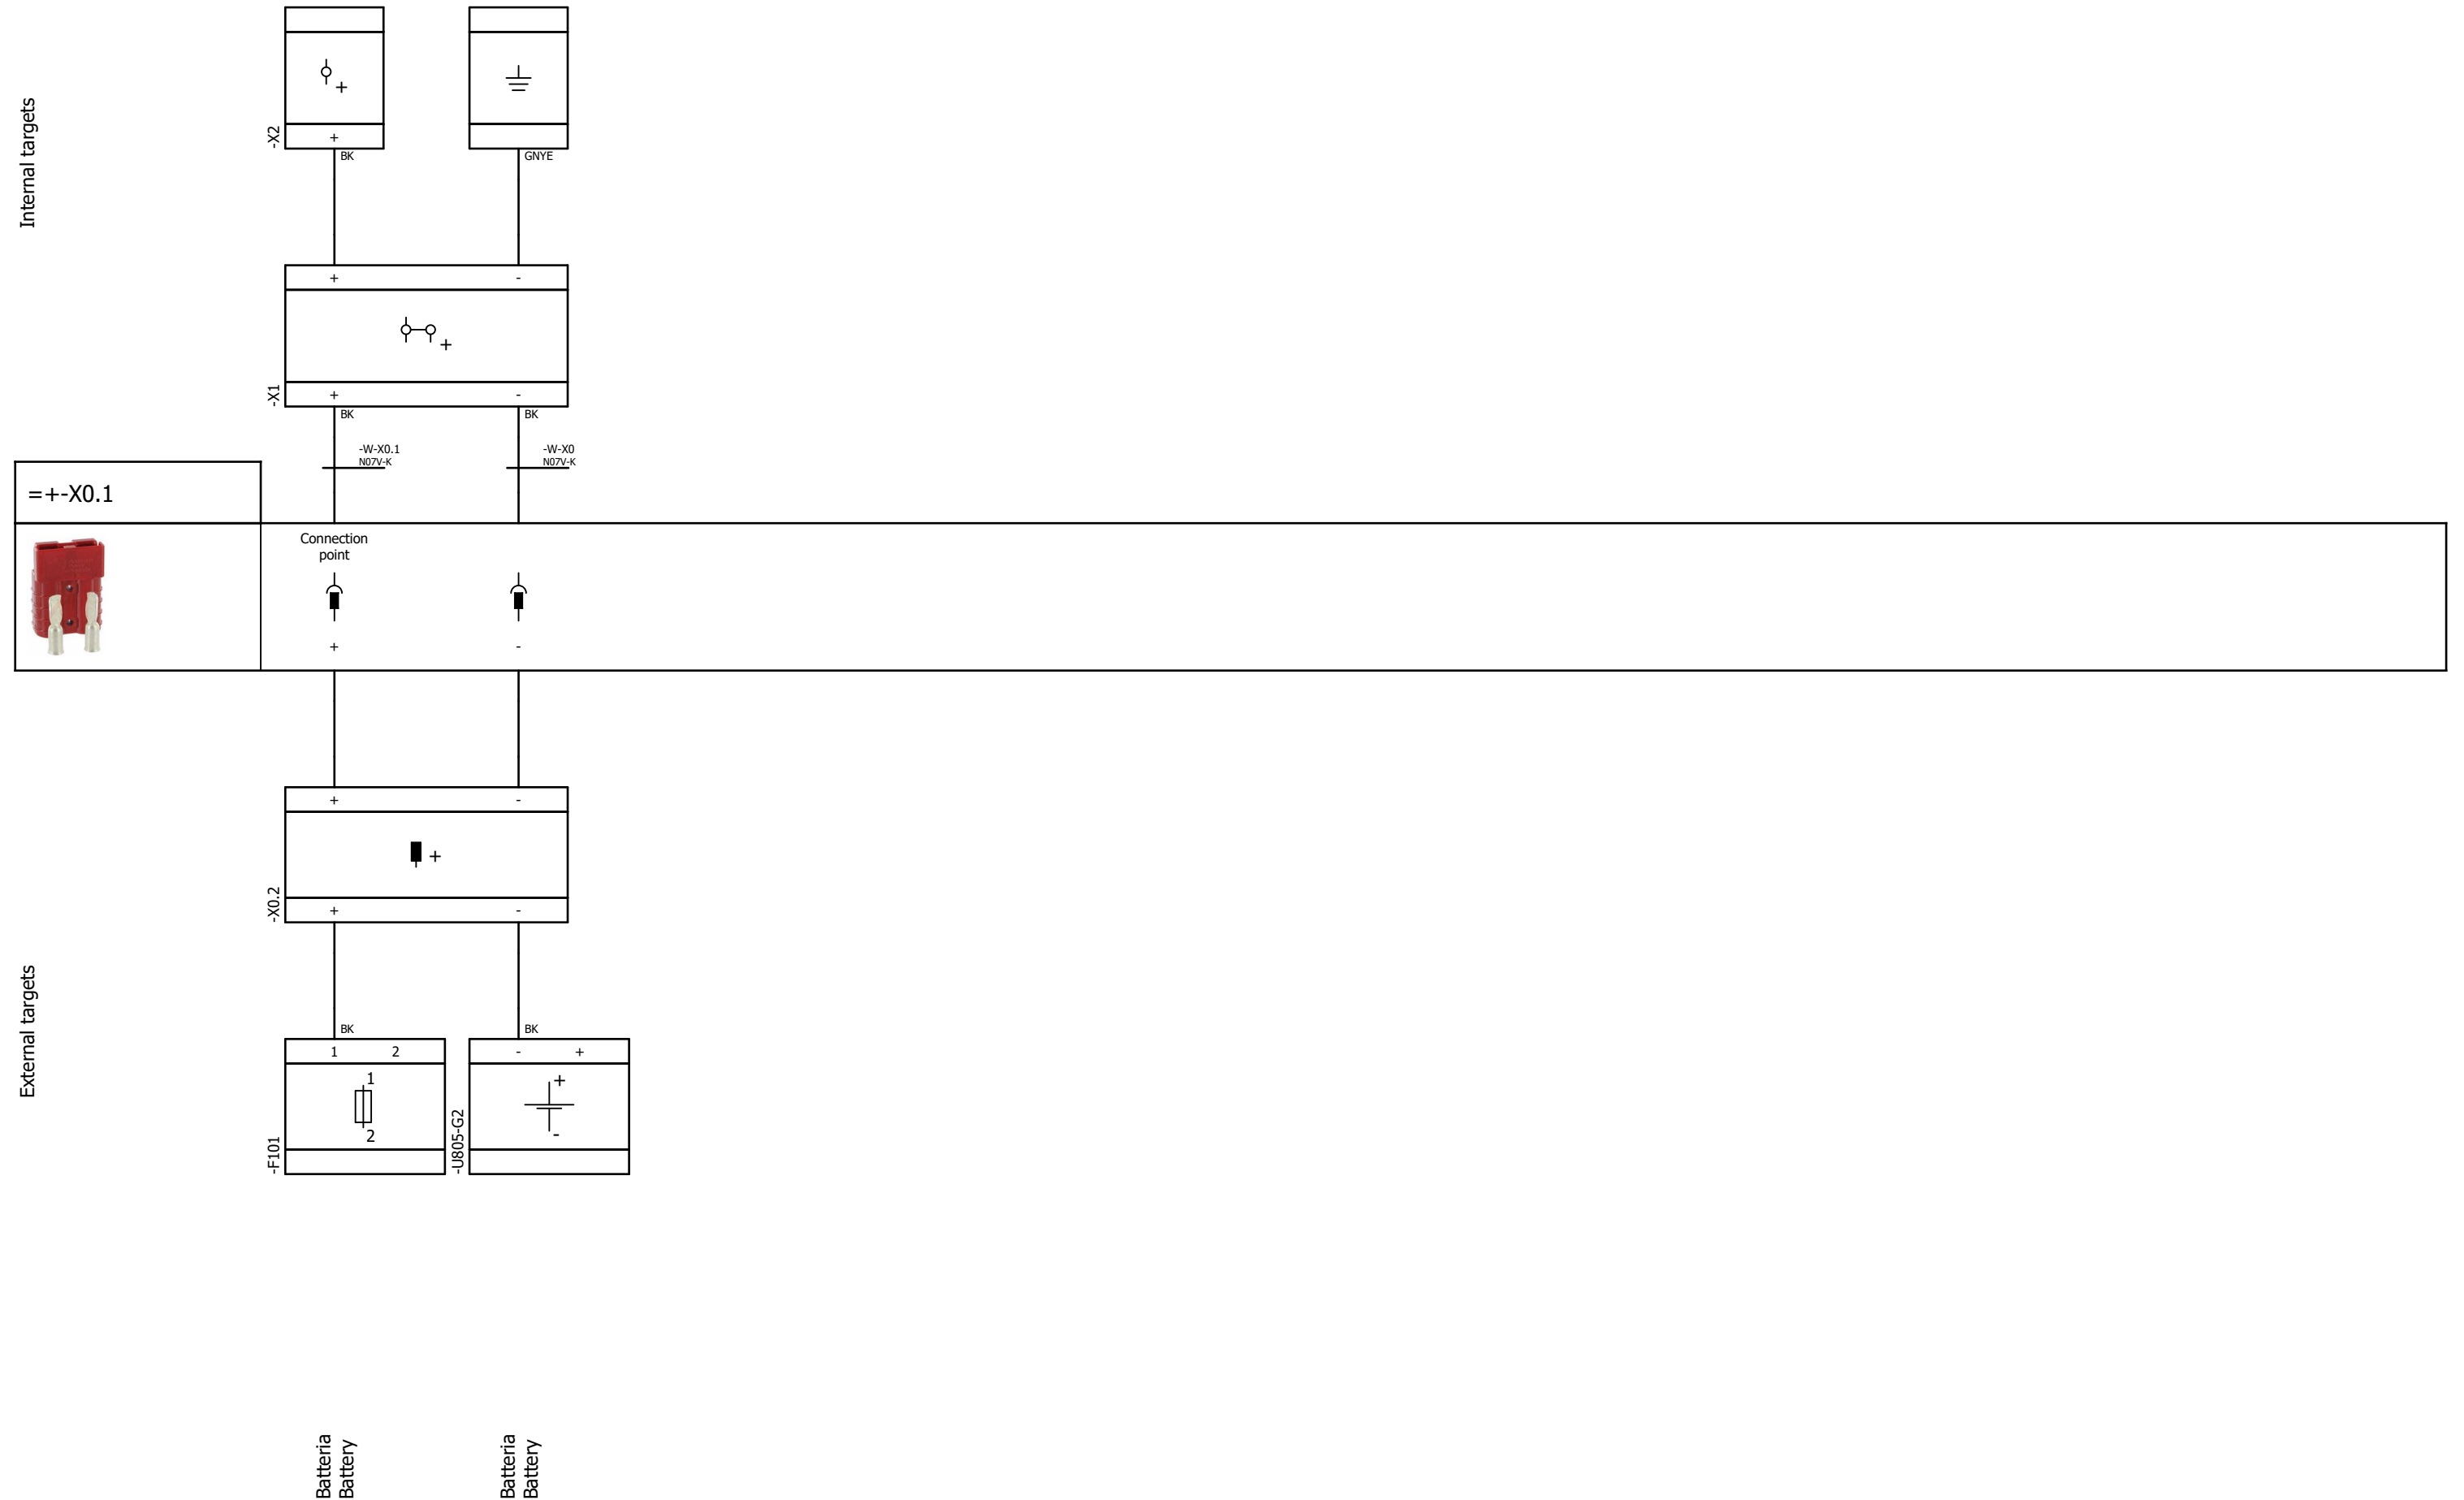 +
-X2
+
BK
GNYE
Internal targets
+ -
+
-X1
+ -
BK
BK
-W-X0.1
N07V-K
-W-X0
N07V-K
=+-X0.1
Connection
point
+ -
+ -
+
-X0.2
+ -
External targets
BK
BK
1 2
- +
1
2
+
-
-F101
-U805-G2
Batteria
Battery
Batteria
Battery